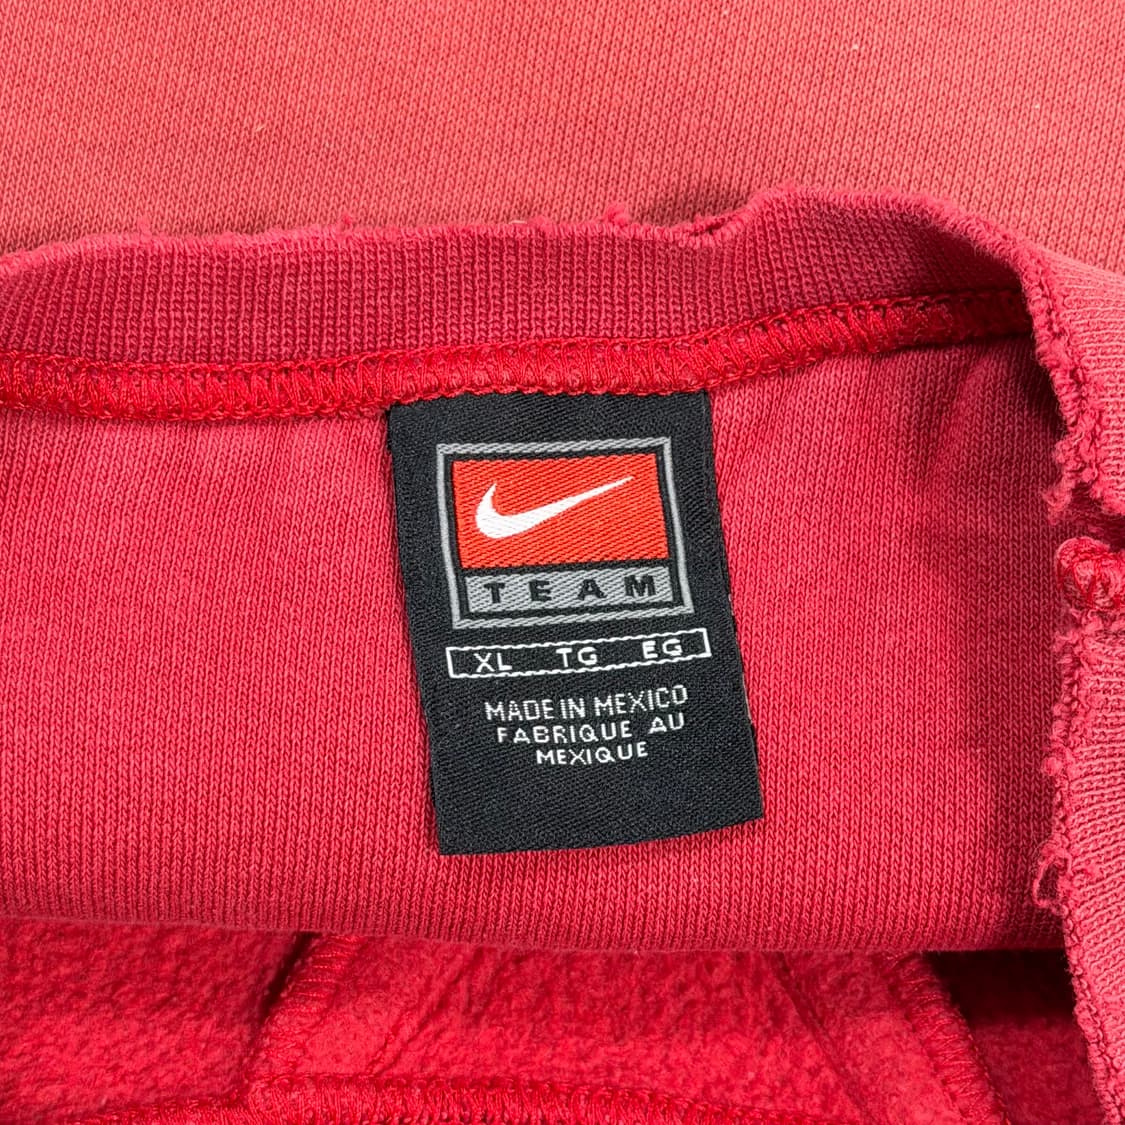 TEAM
XL TG EG
MADE IN MEXICO
FABRIQUE AU
MEXIQUE